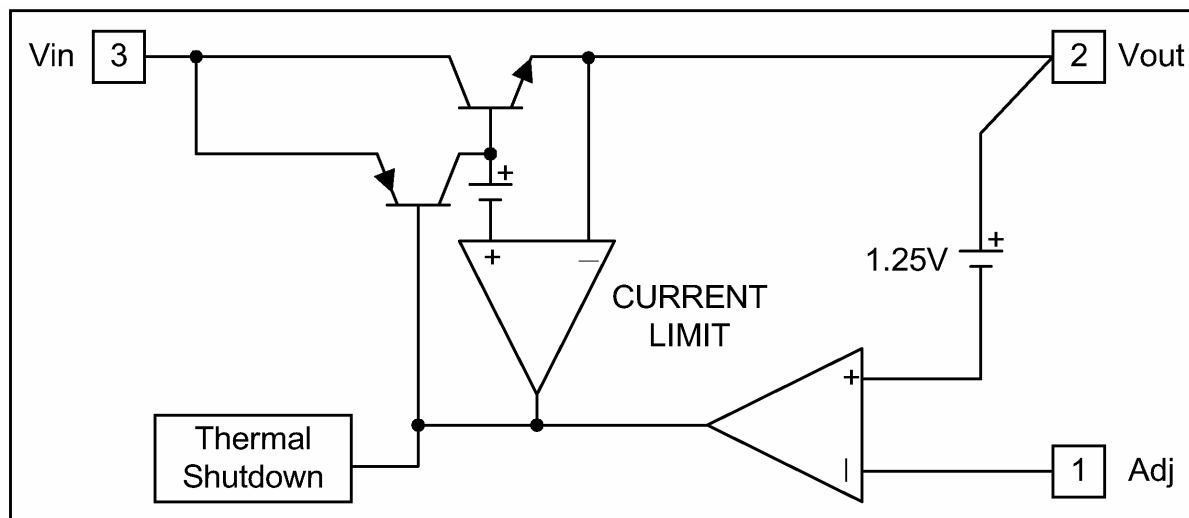 Vin 3
2 Vout
+
+
+ −
1.25V
CURRENT
LIMIT
+
Thermal
Shutdown
−
1 Adj